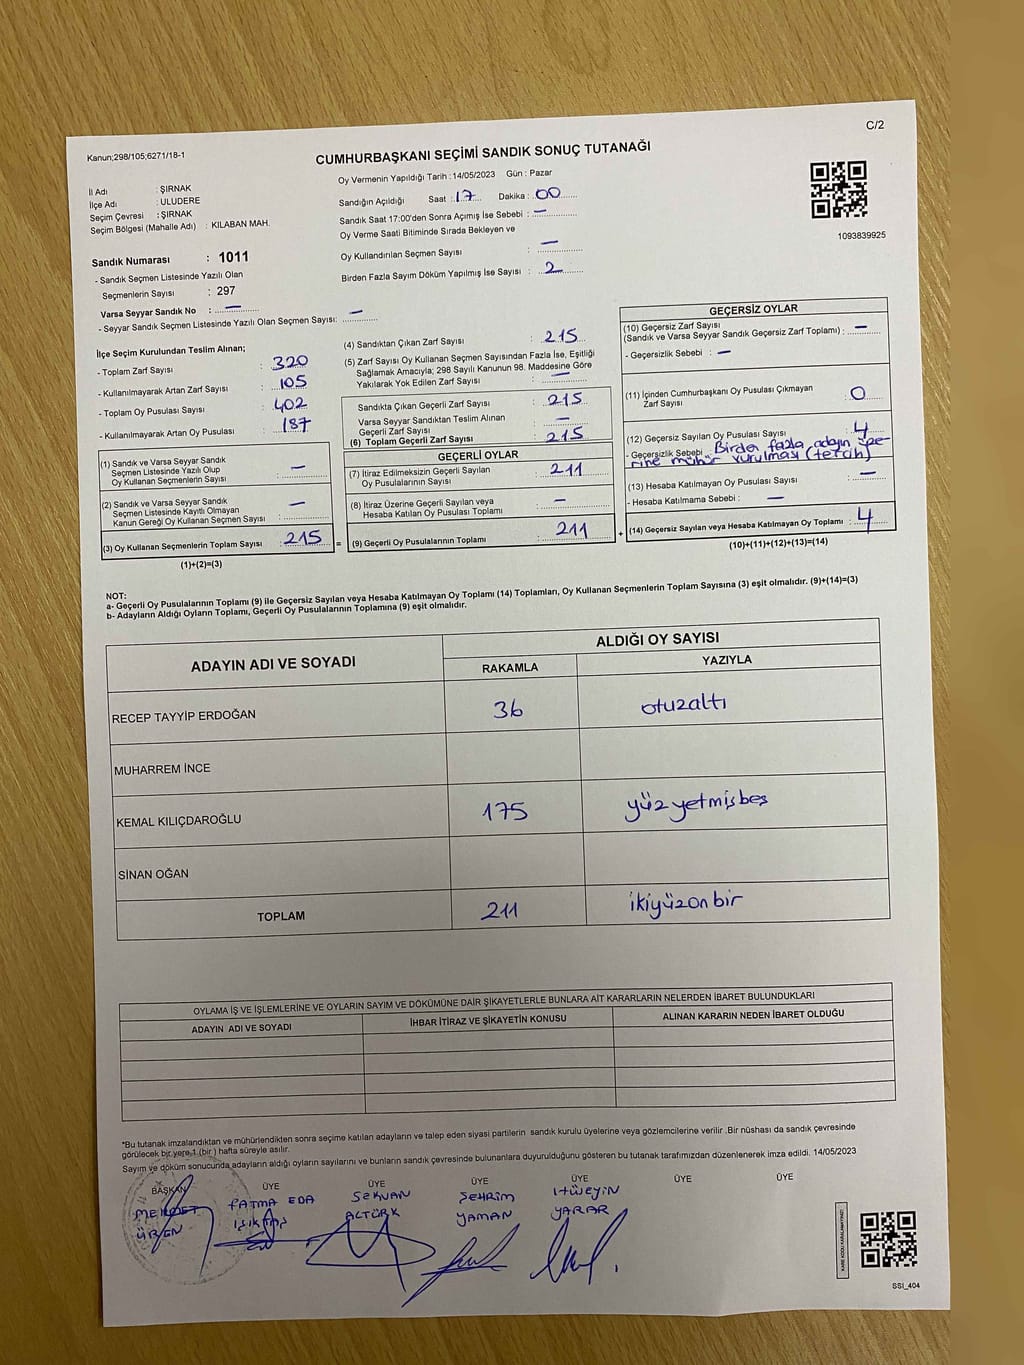 C/2
Kanun;298/105;6271/18-1
CUMHURBAŞKANI SEÇİMİ SANDIK SONUÇ TUTANAĞI
İl Adı : ŞIRNAK
İlçe Adı : ULUDERE
Seçim Çevresi : ŞIRNAK
Seçim Bölgesi (Mahalle Adı) : KILABAN MAH.
Sandık Numarası : 1011
- Sandık Seçmen Listesinde Yazılı Olan
Seçmenlerin Sayısı : 297
Varsa Seyyar Sandık No : —
- Seyyar Sandık Seçmen Listesinde Yazılı Olan Seçmen Sayısı: —
Oy Vermenin Yapıldığı Tarih : 14/05/2023 Gün : Pazar
Sandığın Açıldığı Saat : 17 Dakika : 00
Sandık Saat 17:00'den Sonra Açımış İse Sebebi : —
Oy Verme Saati Bitiminde Sırada Bekleyen ve
Oy Kullandırılan Seçmen Sayısı : —
Birden Fazla Sayım Döküm Yapılmış İse Sayısı : 2
1093839925
İlçe Seçim Kurulundan Teslim Alınan;
- Toplam Zarf Sayısı : 320
- Kullanılmayarak Artan Zarf Sayısı : 105
- Toplam Oy Pusulası Sayısı : 402
- Kullanılmayarak Artan Oy Pusulası : 187
(1) Sandık ve Varsa Seyyar Sandık
Seçmen Listesinde Yazılı Olup
Oy Kullanan Seçmenlerin Sayısı : —
(2) Sandık ve Varsa Seyyar Sandık
Seçmen Listesinde Kayıtlı Olmayan
Kanun Gereği Oy Kullanan Seçmen Sayısı : —
(3) Oy Kullanan Seçmenlerin Toplam Sayısı : 215 =
(1)+(2)=(3)
(4) Sandıktan Çıkan Zarf Sayısı : 215
(5) Zarf Sayısı Oy Kullanan Seçmen Sayısından Fazla İse, Eşitliği
Sağlamak Amacıyla; 298 Sayılı Kanunun 98. Maddesine Göre
Yakılarak Yok Edilen Zarf Sayısı : —
Sandıkta Çıkan Geçerli Zarf Sayısı : 215
Varsa Seyyar Sandıktan Teslim Alınan
Geçerli Zarf Sayısı : —
(6) Toplam Geçerli Zarf Sayısı : 215
GEÇERLİ OYLAR
(7) İtiraz Edilmeksizin Geçerli Sayılan
Oy Pusulalarının Sayısı : 211
(8) İtiraz Üzerine Geçerli Sayılan veya
Hesaba Katılan Oy Pusulası Toplamı : —
(9) Geçerli Oy Pusulalarının Toplamı : 211 +
GEÇERSİZ OYLAR
(10) Geçersiz Zarf Sayısı
(Sandık ve Varsa Seyyar Sandık Geçersiz Zarf Toplamı) : —
- Geçersizlik Sebebi : —
(11) İçinden Cumhurbaşkanı Oy Pusulası Çıkmayan
Zarf Sayısı : 0
(12) Geçersiz Sayılan Oy Pusulası Sayısı : 4
- Geçersizlik Sebebi Birden fazla adayın üze-
rine mühür vurulması (tercih)
(13) Hesaba Katılmayan Oy Pusulası Sayısı : —
- Hesaba Katılmama Sebebi : —
(14) Geçersiz Sayılan veya Hesaba Katılmayan Oy Toplamı : 4
(10)+(11)+(12)+(13)=(14)
NOT:
a- Geçerli Oy Pusulalarının Toplamı (9) ile Geçersiz Sayılan veya Hesaba Katılmayan Oy Toplamı (14) Toplamları, Oy Kullanan Seçmenlerin Toplam Sayısına (3) eşit olmalıdır. (9)+(14)=(3)
b- Adayların Aldığı Oyların Toplamı, Geçerli Oy Pusulalarının Toplamına (9) eşit olmalıdır.
ADAYIN ADI VE SOYADI ALDIĞI OY SAYISI
RAKAMLA YAZIYLA
RECEP TAYYİP ERDOĞAN 36 otuzaltı
MUHARREM İNCE
KEMAL KILIÇDAROĞLU 175 yüzyetmişbeş
SİNAN OĞAN
TOPLAM 211 ikiyüzonbir
OYLAMA İŞ VE İŞLEMLERİNE VE OYLARIN SAYIM VE DÖKÜMÜNE DAİR ŞİKAYETLERLE BUNLARA AİT KARARLARIN NELERDEN İBARET BULUNDUKLARI
ADAYIN ADI VE SOYADI İHBAR İTİRAZ VE ŞİKAYETİN KONUSU ALINAN KARARIN NEDEN İBARET OLDUĞU
*Bu tutanak imzalandıktan ve mühürlendikten sonra seçime katılan adayların ve talep eden siyasi partilerin sandık kurulu üyelerine veya gözlemcilerine verilir .Bir nüshası da sandık çevresinde
görülecek bir yere 1 (bir ) hafta süreyle asılır.
Sayım ve döküm sonucunda adayların aldığı oyların sayılarını ve bunların sandık çevresinde bulunanlara duyurulduğunu gösteren bu tutanak tarafımızdan düzenlenerek imza edildi. 14/05/2023
BAŞKAN ÜYE ÜYE ÜYE ÜYE ÜYE ÜYE
MEHMET FATMA EDA SEKVAN ŞEHRİM HÜSEYİN
ALTÜRK YAMAN YARAR
SSI_404